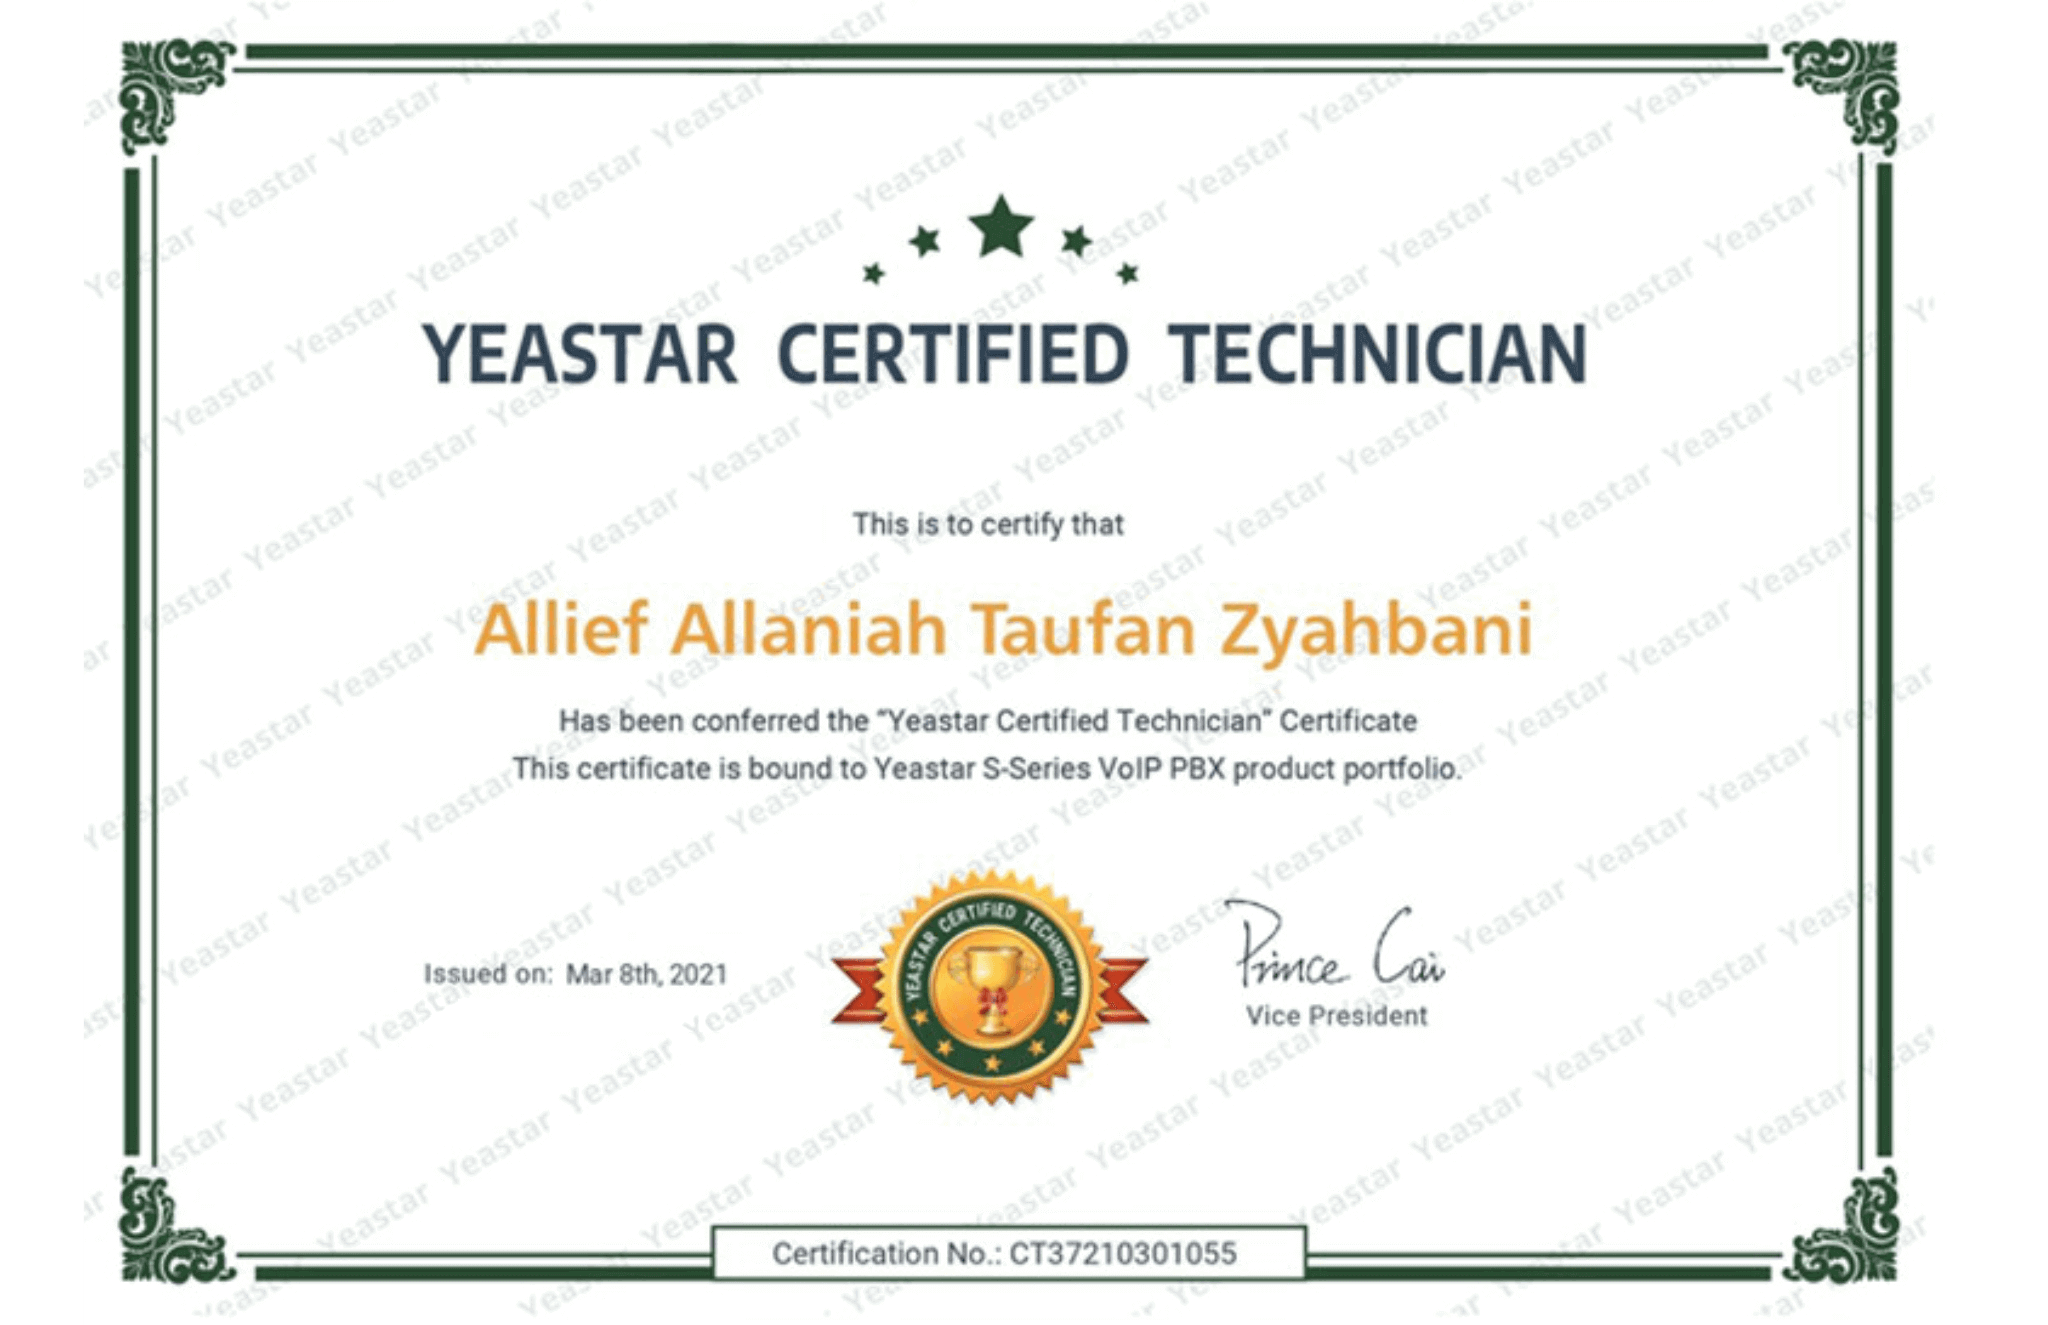 YEASTAR CERTIFIED TECHNICIAN
This is to certify that
Allief Allaniah Taufan Zyahbani
Has been conferred the “Yeastar Certified Technician” Certificate
This certificate is bound to Yeastar S-Series VoIP PBX product portfolio.
YEASTAR CERTIFIED TECHNICIAN
Issued on: Mar 8th, 2021
Prince Cai
Vice President
Certification No.: CT37210301055
Yeastar